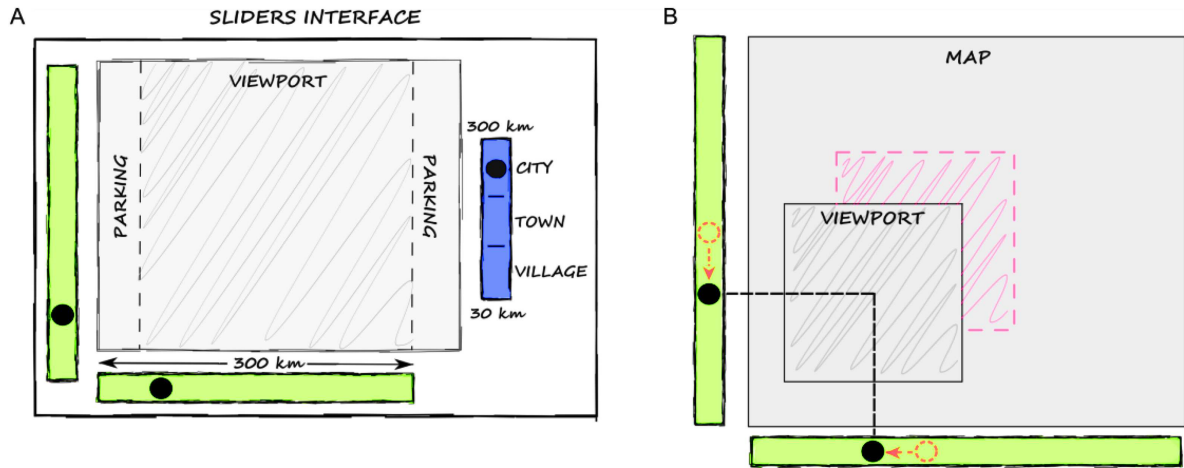 A
SLIDERS INTERFACE
VIEWPORT
PARKING
PARKING
300 km
CITY
TOWN
VILLAGE
30 km
300 km
B
MAP
VIEWPORT